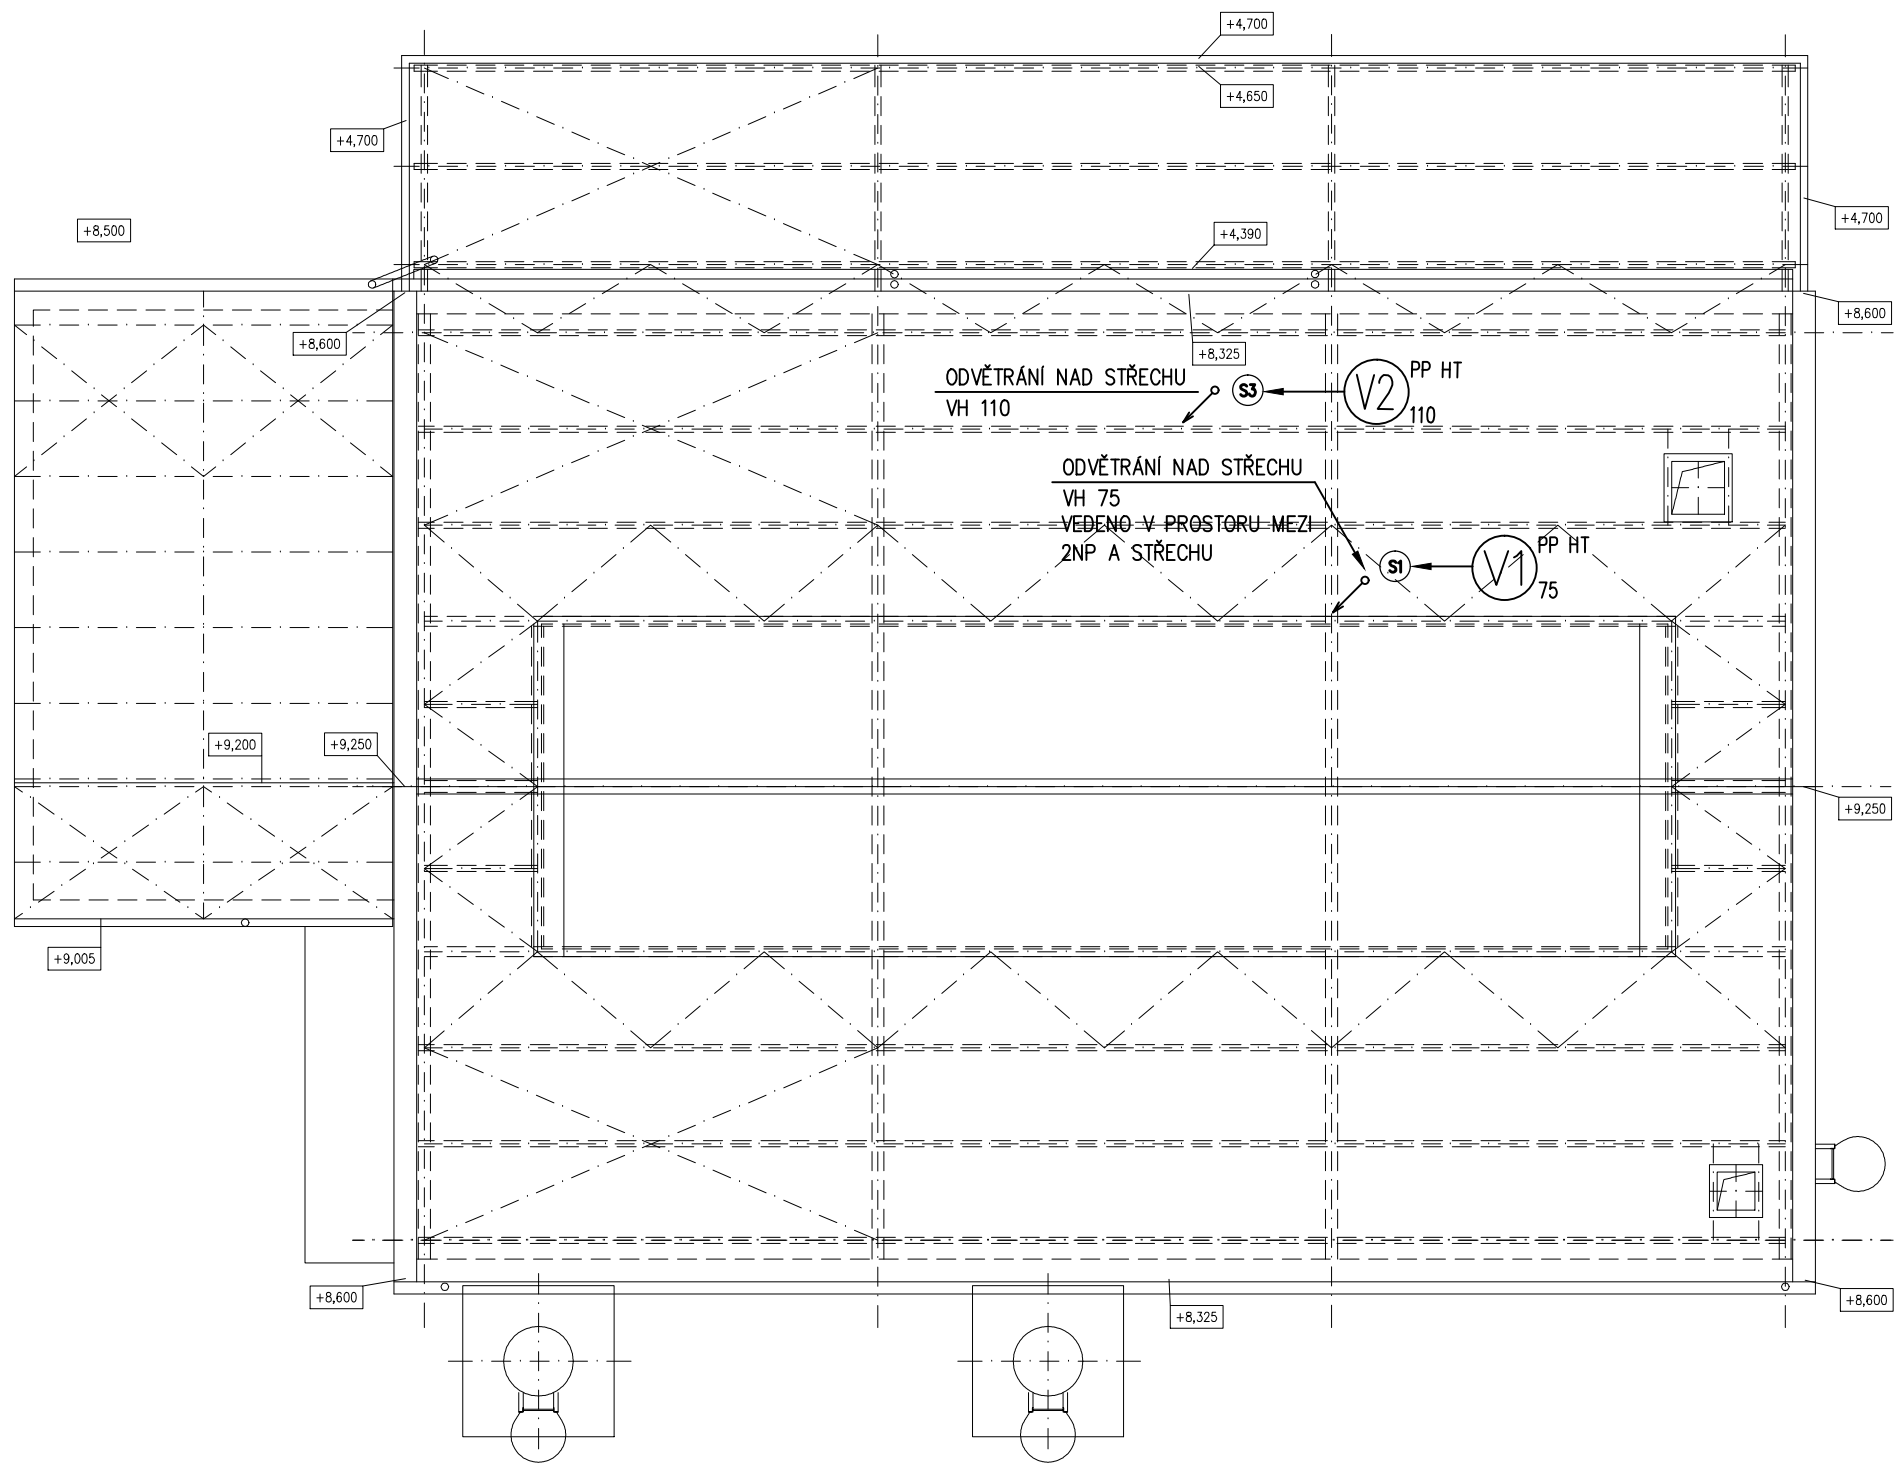 +4,700
+4,650
+4,700
+4,700
+8,500
+4,390
+8,600
+8,600
+8,325
ODVĚTRÁNÍ NAD STŘECHU
VH 110
S3
V2
PP HT
110
ODVĚTRÁNÍ NAD STŘECHU
VH 75
VEDENO V PROSTORU MEZI
2NP A STŘECHU
S1
V1
PP HT
75
+9,200
+9,250
+9,250
+9,005
+8,600
+8,325
+8,600